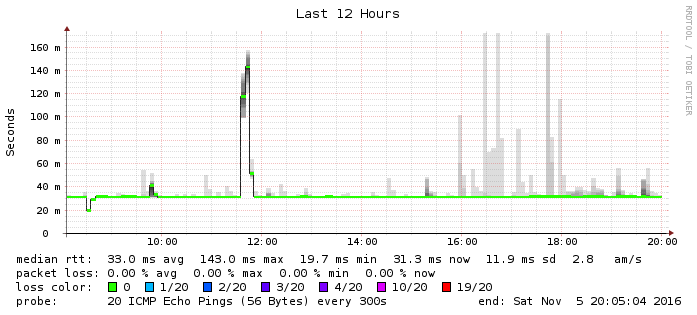 Last 12 Hours
RRDTOOL / TOBI OETIKER
Seconds
160 m
140 m
120 m
100 m
80 m
60 m
40 m
20 m
0
10:00 12:00 14:00 16:00 18:00 20:00
median rtt: 33.0 ms avg 143.0 ms max 19.7 ms min 31.3 ms now 11.9 ms sd 2.8 am/s
packet loss: 0.00 % avg 0.00 % max 0.00 % min 0.00 % now
loss color: 0 1/20 2/20 3/20 4/20 10/20 19/20
probe: 20 ICMP Echo Pings (56 Bytes) every 300s end: Sat Nov 5 20:05:04 2016